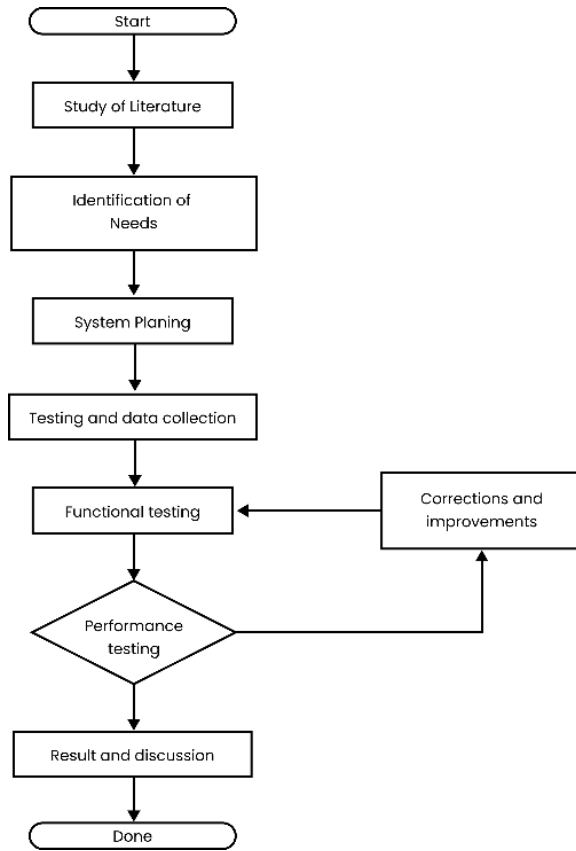 Start
Study of Literature
Identification of
Needs
System Planing
Testing and data collection
Functional testing
Corrections and
improvements
Performance
testing
Result and discussion
Done